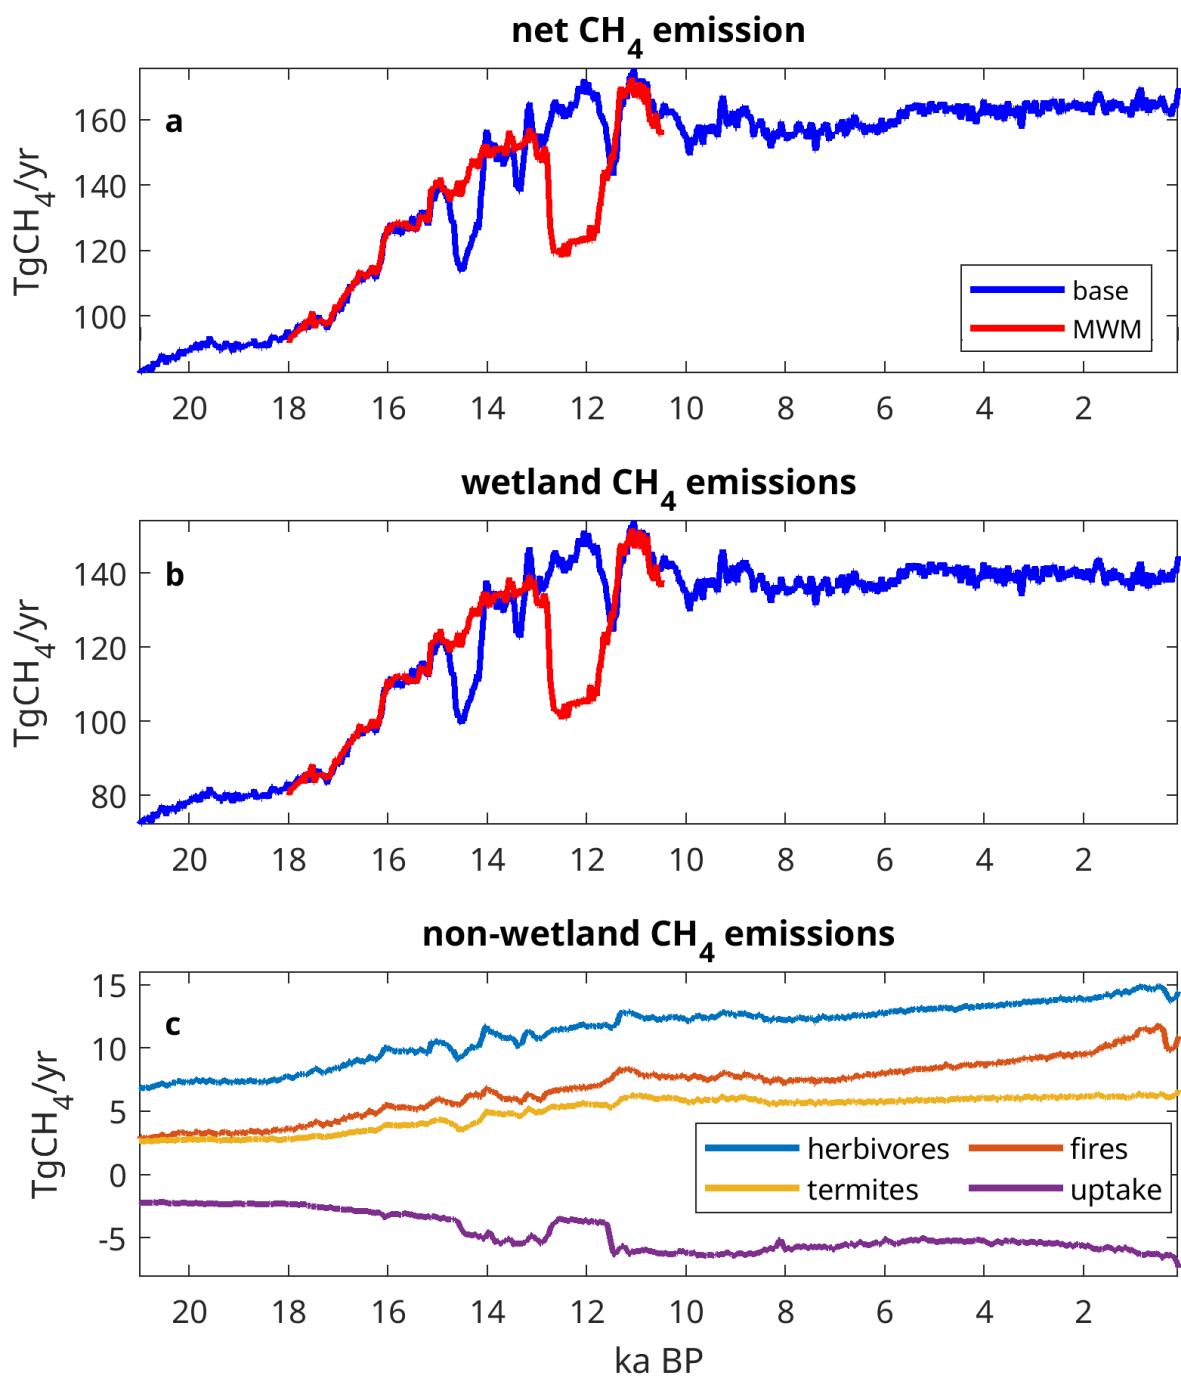 net CH₄ emission
a
160
140
120
100
TgCH₄/yr
base
MWM
20 18 16 14 12 10 8 6 4 2
wetland CH₄ emissions
b
140
120
100
80
TgCH₄/yr
20 18 16 14 12 10 8 6 4 2
non-wetland CH₄ emissions
c
15
10
5
0
-5
TgCH₄/yr
herbivores fires
termites uptake
20 18 16 14 12 10 8 6 4 2
ka BP